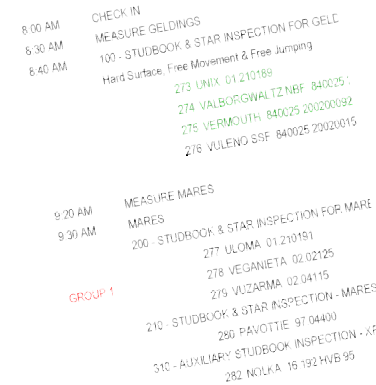 8:00 AM CHECK IN
8:30 AM MEASURE GELDINGS
8:40 AM 100 - STUDBOOK & STAR INSPECTION FOR GELD
Hard Surface, Free Movement & Free Jumping
273 UNIX 01.210189
274 VALBORGWALTZ NBF 840025
275 VERMOUTH 840025 200200092
276 VULENO SSF 840025 20020015
9:20 AM MEASURE MARES
9:30 AM MARES
200 - STUDBOOK & STAR INSPECTION FOR MARE
277 ULOMA 01.210191
278 VEGANIETA 02.02125
GROUP 1 279 VUZARMA 02.04115
210 - STUDBOOK & STAR INSPECTION - MARES
280 PAVOTTIE 97.04400
310 - AUXILIARY STUDBOOK INSPECTION - XF
282 NOLKA 16.192 HVB 95